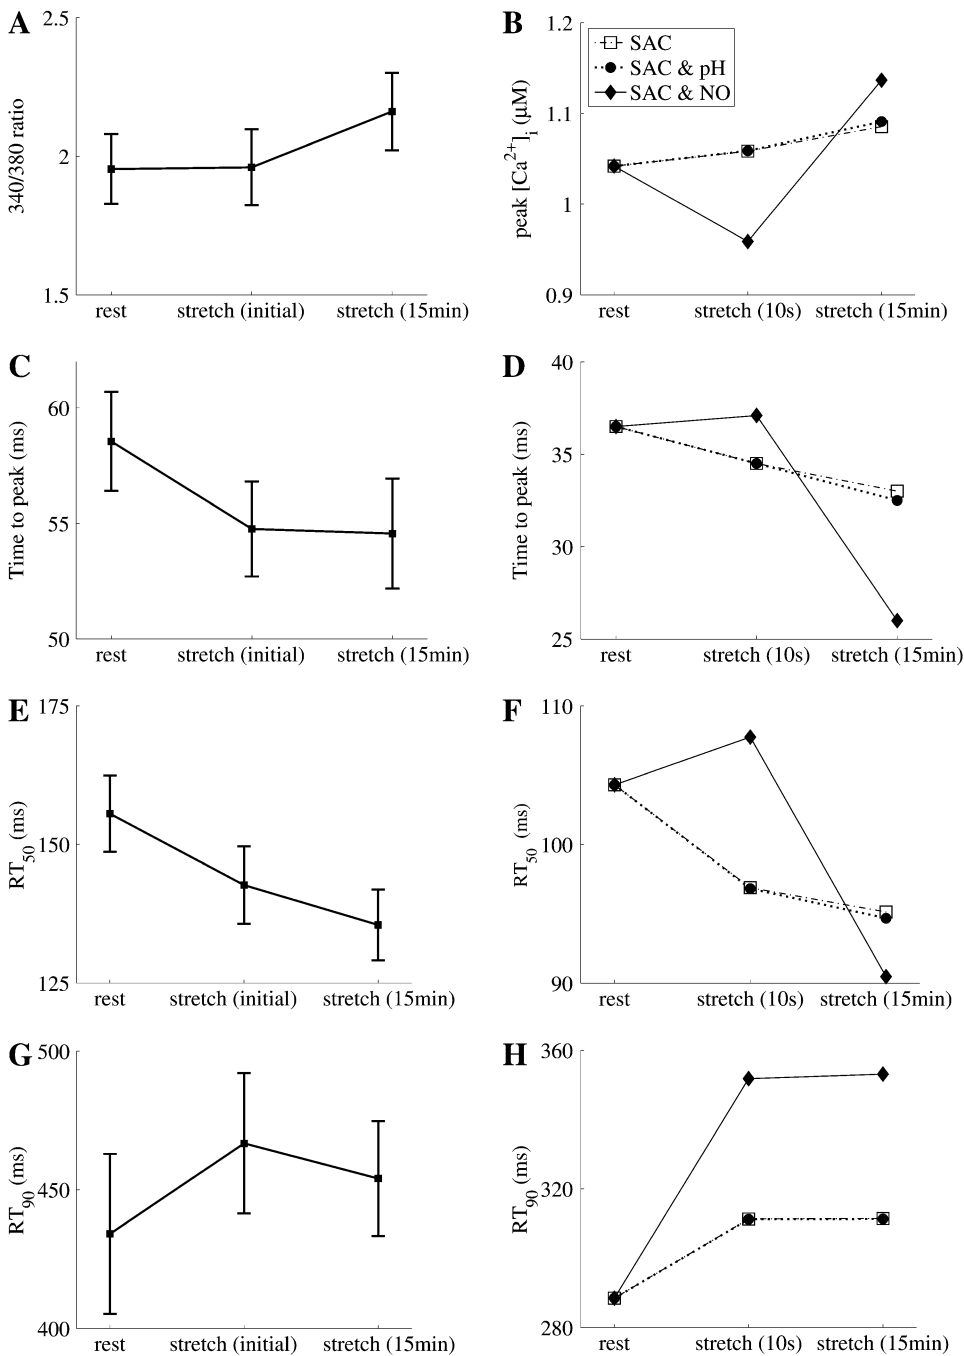 A
2.5
2
1.5
340/380 ratio
rest
stretch (initial)
stretch (15min)
B
1.2
1.1
1
0.9
peak [Ca2+]i (μM)
SAC
SAC & pH
SAC & NO
rest
stretch (10s)
stretch (15min)
C
60
55
50
Time to peak (ms)
rest
stretch (initial)
stretch (15min)
D
40
35
30
25
Time to peak (ms)
rest
stretch (10s)
stretch (15min)
E
175
150
125
RT50 (ms)
rest
stretch (initial)
stretch (15min)
F
110
100
90
RT50 (ms)
rest
stretch (10s)
stretch (15min)
G
500
450
400
RT90 (ms)
rest
stretch (initial)
stretch (15min)
H
360
320
280
RT90 (ms)
rest
stretch (10s)
stretch (15min)